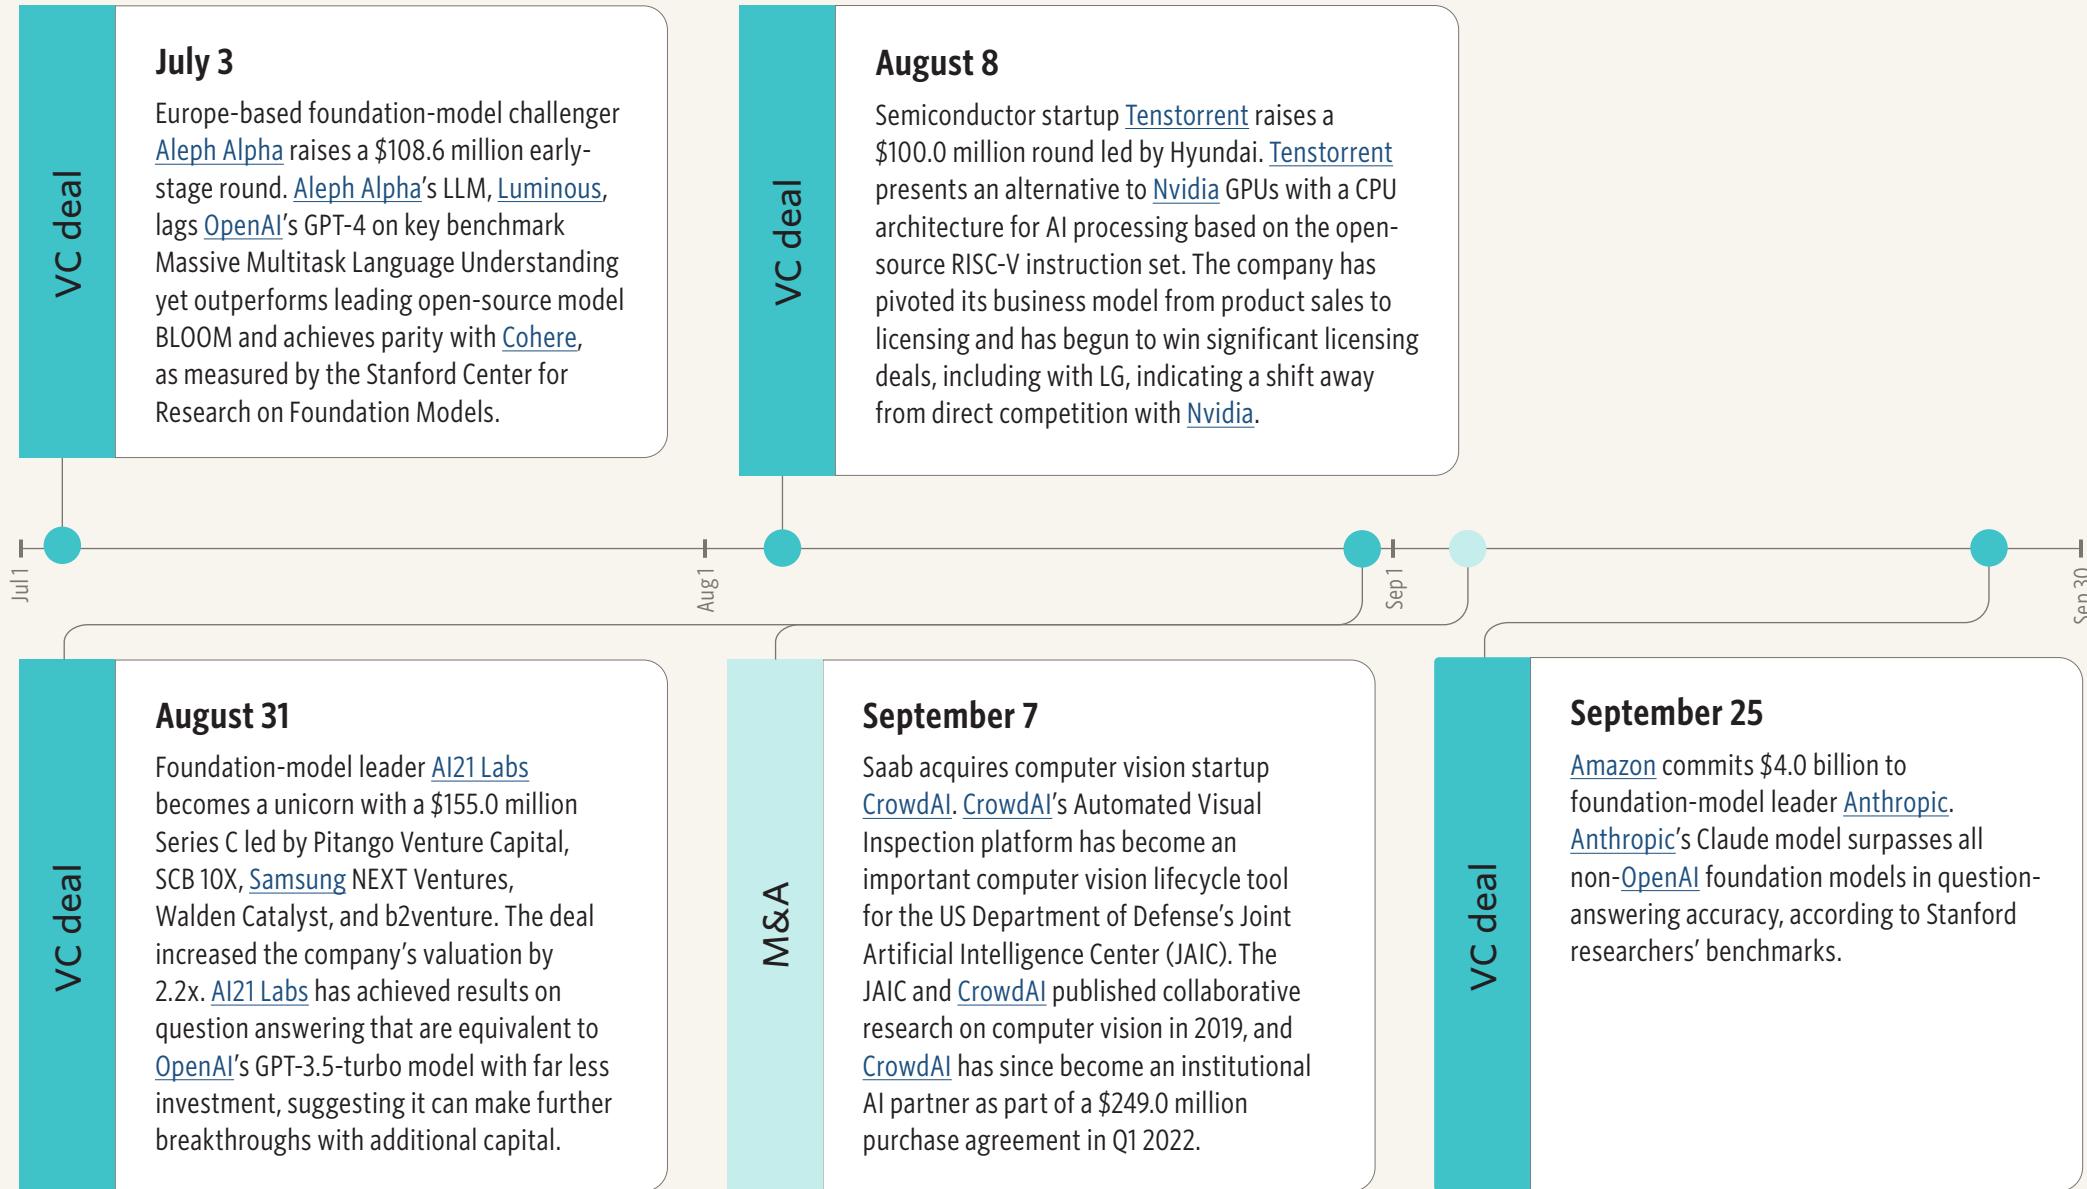 VC deal
July 3
Europe-based foundation-model challenger
Aleph Alpha raises a $108.6 million early-
stage round. Aleph Alpha's LLM, Luminous,
lags OpenAI's GPT-4 on key benchmark
Massive Multitask Language Understanding
yet outperforms leading open-source model
BLOOM and achieves parity with Cohere,
as measured by the Stanford Center for
Research on Foundation Models.
VC deal
August 8
Semiconductor startup Tenstorrent raises a
$100.0 million round led by Hyundai. Tenstorrent
presents an alternative to Nvidia GPUs with a CPU
architecture for AI processing based on the open-
source RISC-V instruction set. The company has
pivoted its business model from product sales to
licensing and has begun to win significant licensing
deals, including with LG, indicating a shift away
from direct competition with Nvidia.
Jul 1
Aug 1
Sep 1
Sep 30
VC deal
August 31
Foundation-model leader AI21 Labs
becomes a unicorn with a $155.0 million
Series C led by Pitango Venture Capital,
SCB 10X, Samsung NEXT Ventures,
Walden Catalyst, and b2venture. The deal
increased the company's valuation by
2.2x. AI21 Labs has achieved results on
question answering that are equivalent to
OpenAI's GPT-3.5-turbo model with far less
investment, suggesting it can make further
breakthroughs with additional capital.
M&A
September 7
Saab acquires computer vision startup
CrowdAI. CrowdAI's Automated Visual
Inspection platform has become an
important computer vision lifecycle tool
for the US Department of Defense's Joint
Artificial Intelligence Center (JAIC). The
JAIC and CrowdAI published collaborative
research on computer vision in 2019, and
CrowdAI has since become an institutional
AI partner as part of a $249.0 million
purchase agreement in Q1 2022.
VC deal
September 25
Amazon commits $4.0 billion to
foundation-model leader Anthropic.
Anthropic's Claude model surpasses all
non-OpenAI foundation models in question-
answering accuracy, according to Stanford
researchers' benchmarks.